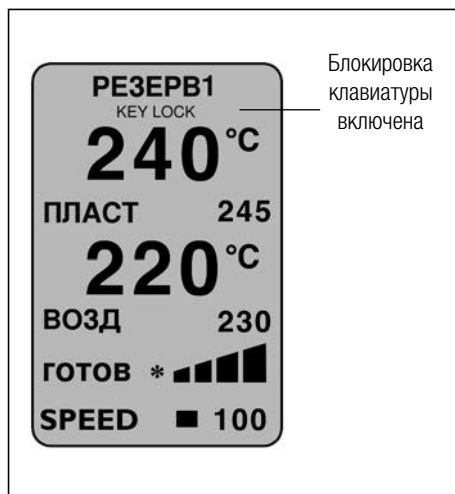 РЕЗЕРВ1
KEY LOCK
240°C
ПЛАСТ 245
220°C
ВОЗД 230
ГОТОВ *
SPEED ■ 100
Блокировка
клавиатуры
включена